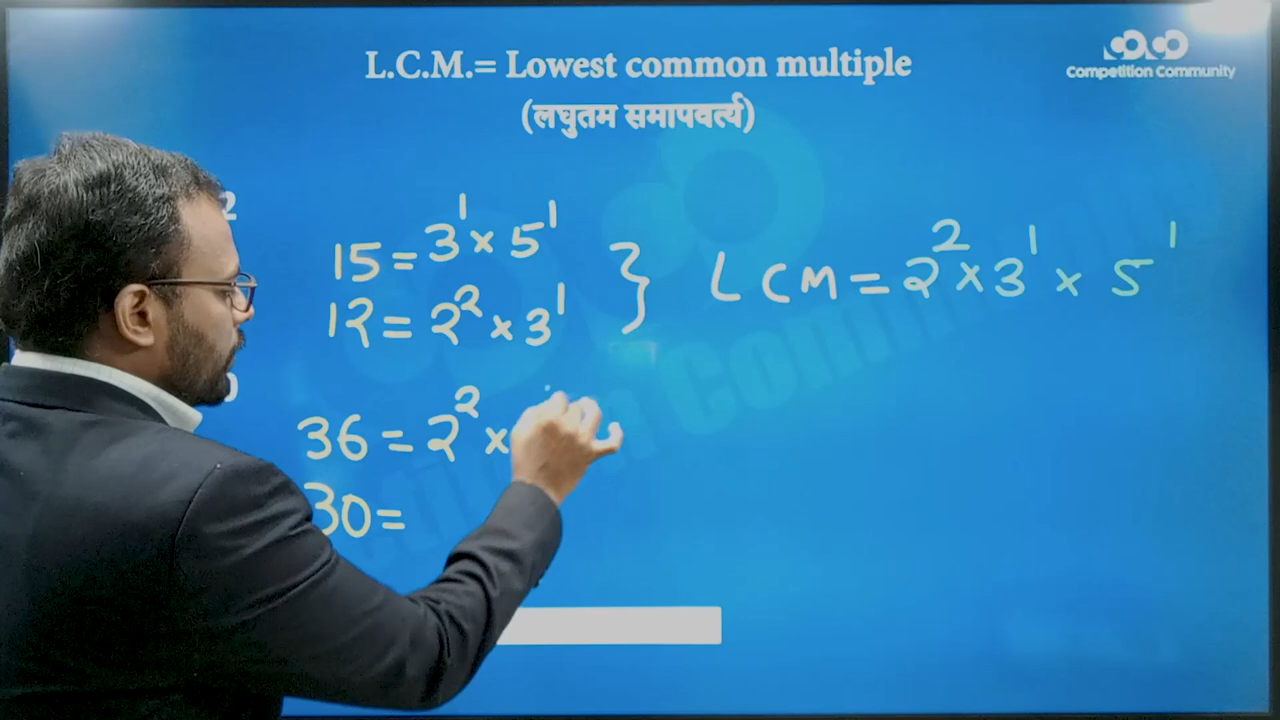 L.C.M.= Lowest common multiple
(लघुतम समापवर्त्य)
Competition Community
2
15 = 3¹ × 5¹
12 = 2² × 3¹
} LCM = 2² × 3¹ × 5¹
36 = 2² ×
30 =